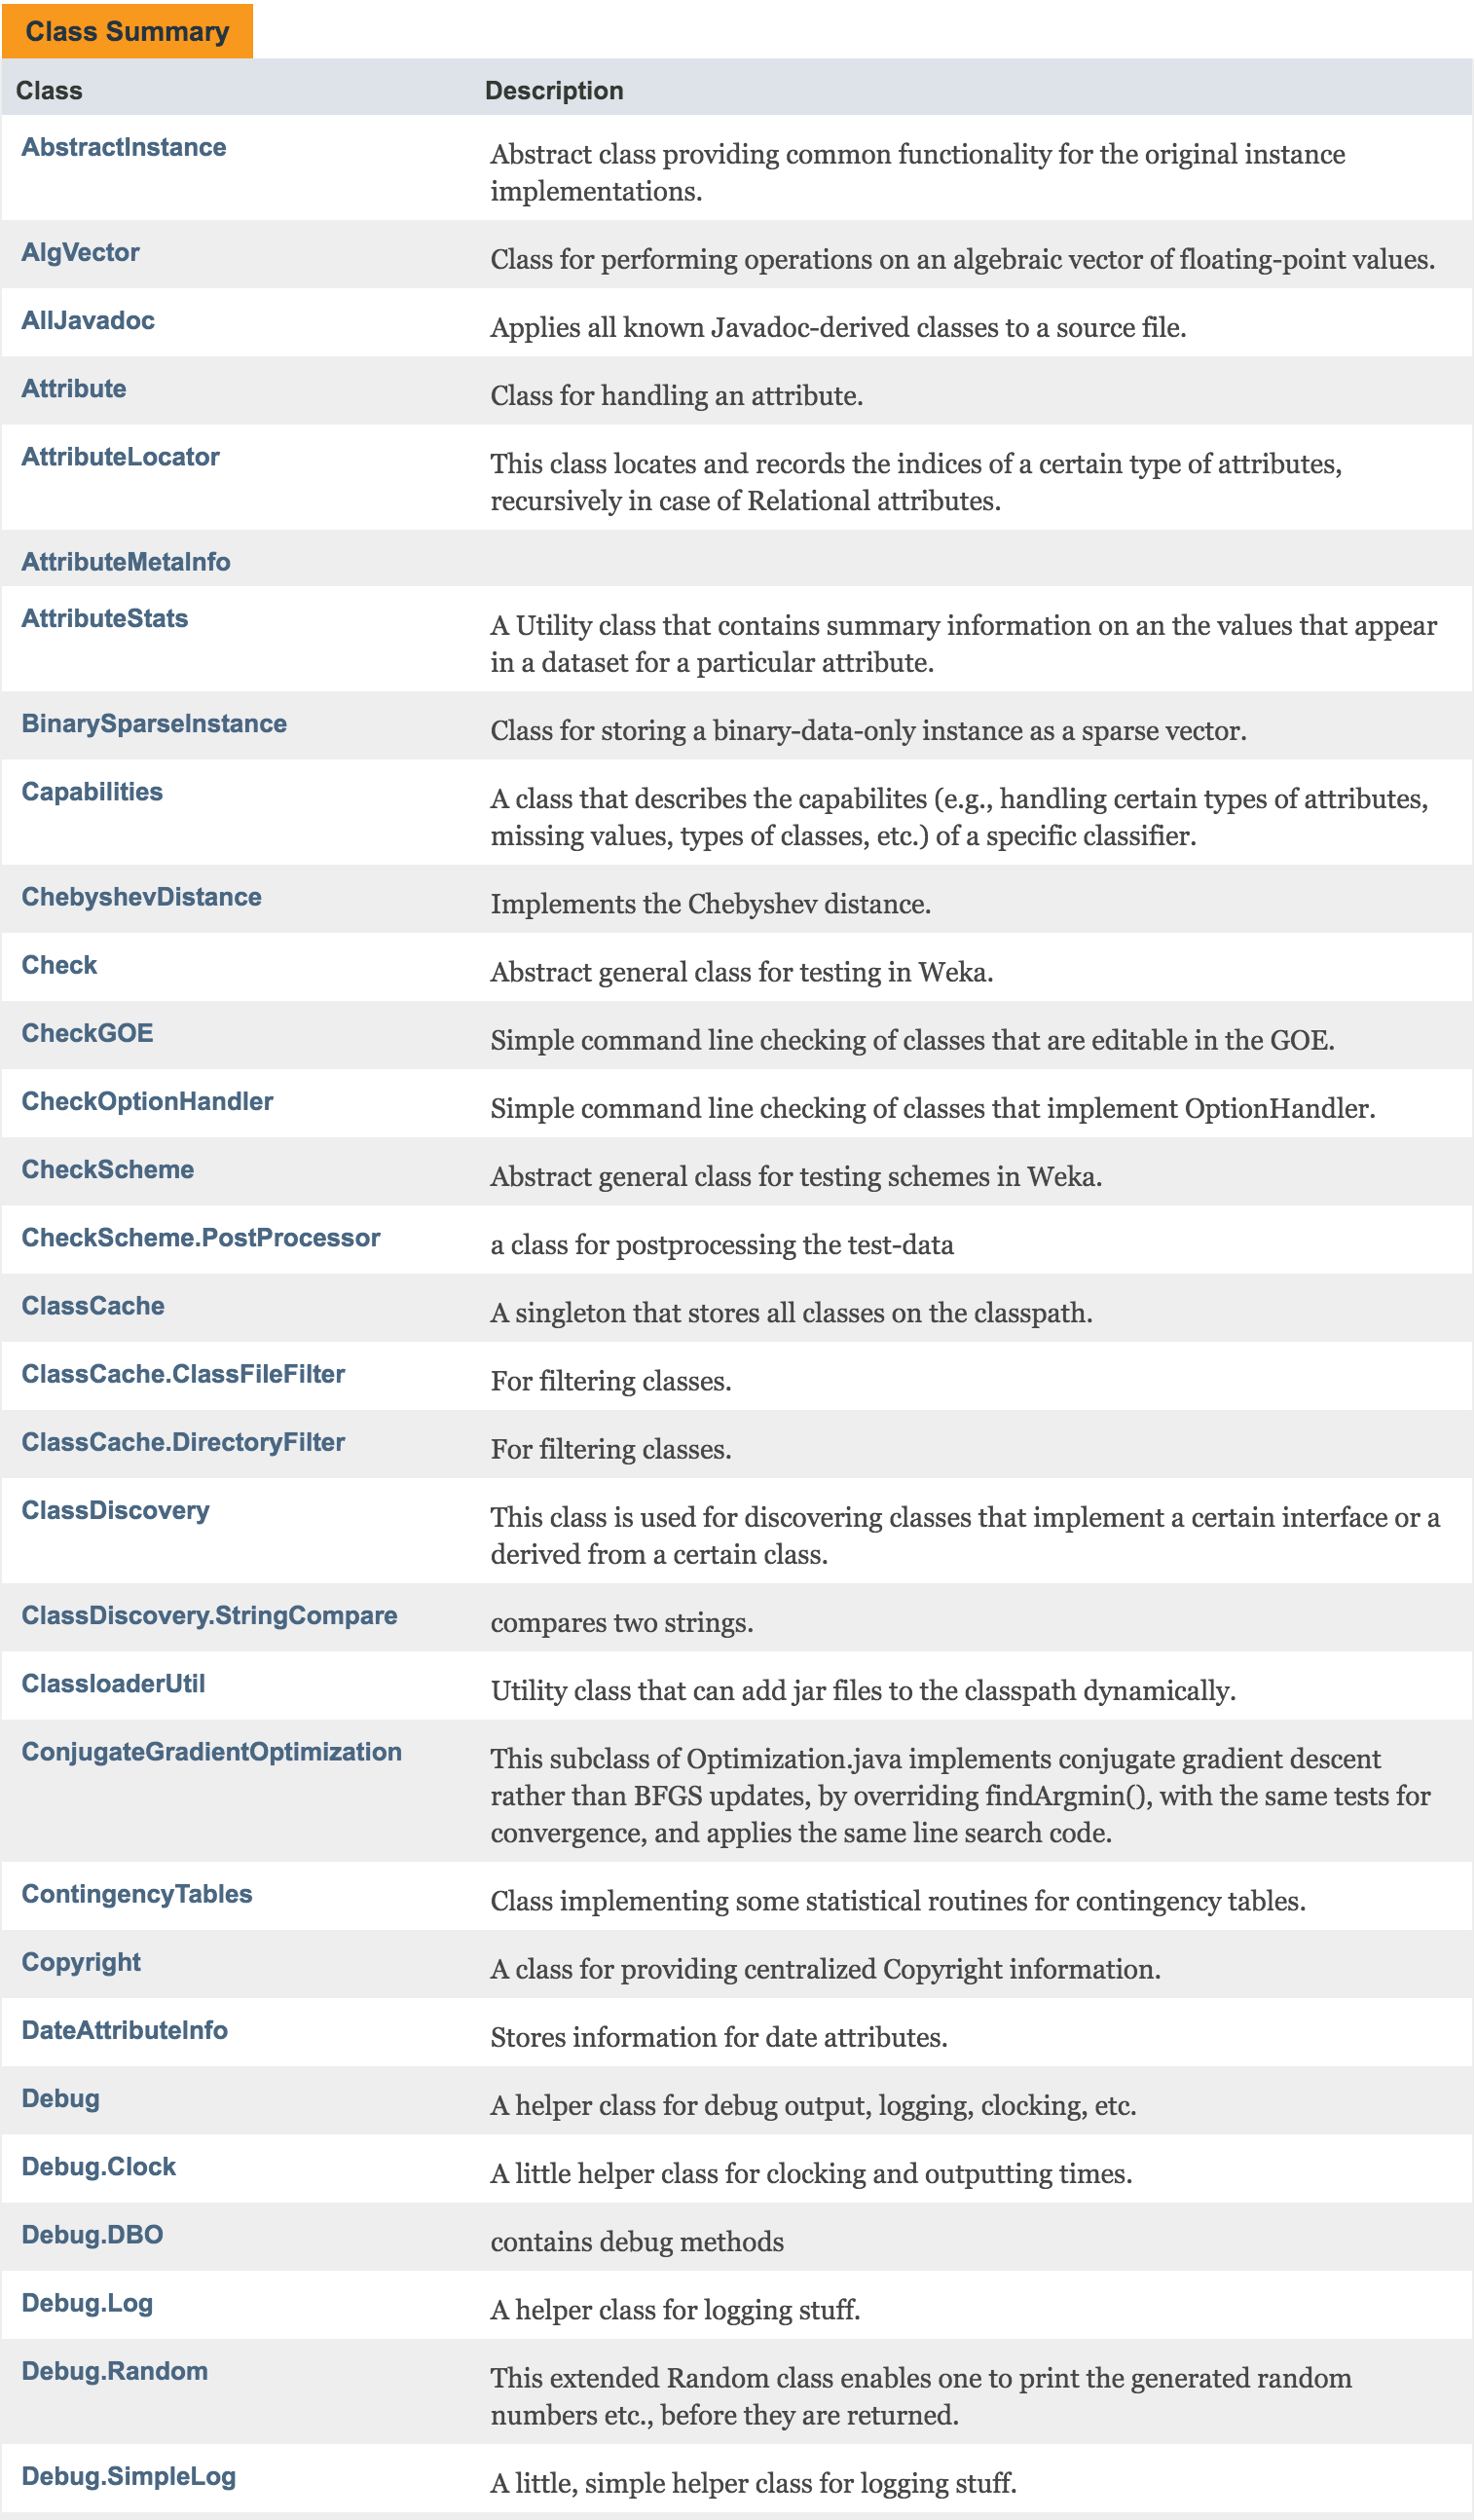 Class Summary
Class Description
AbstractInstance Abstract class providing common functionality for the original instance
implementations.
AlgVector Class for performing operations on an algebraic vector of floating-point values.
AllJavadoc Applies all known Javadoc-derived classes to a source file.
Attribute Class for handling an attribute.
AttributeLocator This class locates and records the indices of a certain type of attributes,
recursively in case of Relational attributes.
AttributeMetaInfo
AttributeStats A Utility class that contains summary information on an the values that appear
in a dataset for a particular attribute.
BinarySparseInstance Class for storing a binary-data-only instance as a sparse vector.
Capabilities A class that describes the capabilites (e.g., handling certain types of attributes,
missing values, types of classes, etc.) of a specific classifier.
ChebyshevDistance Implements the Chebyshev distance.
Check Abstract general class for testing in Weka.
CheckGOE Simple command line checking of classes that are editable in the GOE.
CheckOptionHandler Simple command line checking of classes that implement OptionHandler.
CheckScheme Abstract general class for testing schemes in Weka.
CheckScheme.PostProcessor a class for postprocessing the test-data
ClassCache A singleton that stores all classes on the classpath.
ClassCache.ClassFileFilter For filtering classes.
ClassCache.DirectoryFilter For filtering classes.
ClassDiscovery This class is used for discovering classes that implement a certain interface or a
derived from a certain class.
ClassDiscovery.StringCompare compares two strings.
ClassloaderUtil Utility class that can add jar files to the classpath dynamically.
ConjugateGradientOptimization This subclass of Optimization.java implements conjugate gradient descent
rather than BFGS updates, by overriding findArgmin(), with the same tests for
convergence, and applies the same line search code.
ContingencyTables Class implementing some statistical routines for contingency tables.
Copyright A class for providing centralized Copyright information.
DateAttributeInfo Stores information for date attributes.
Debug A helper class for debug output, logging, clocking, etc.
Debug.Clock A little helper class for clocking and outputting times.
Debug.DBO contains debug methods
Debug.Log A helper class for logging stuff.
Debug.Random This extended Random class enables one to print the generated random
numbers etc., before they are returned.
Debug.SimpleLog A little, simple helper class for logging stuff.